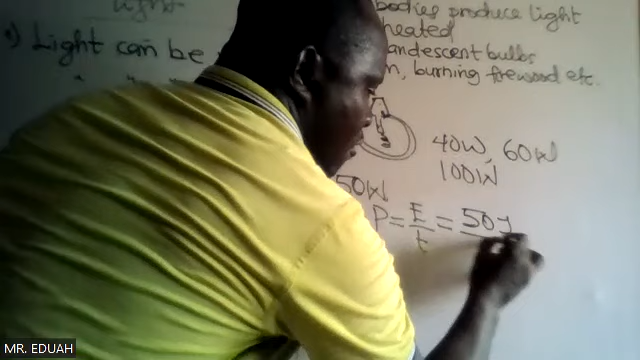 light
bodies produce light
heated
e) Light can be
andescent bulbs
n, burning firewood etc.
40W, 60W
100W
50W
P = E/t = 50J
MR. EDUAH